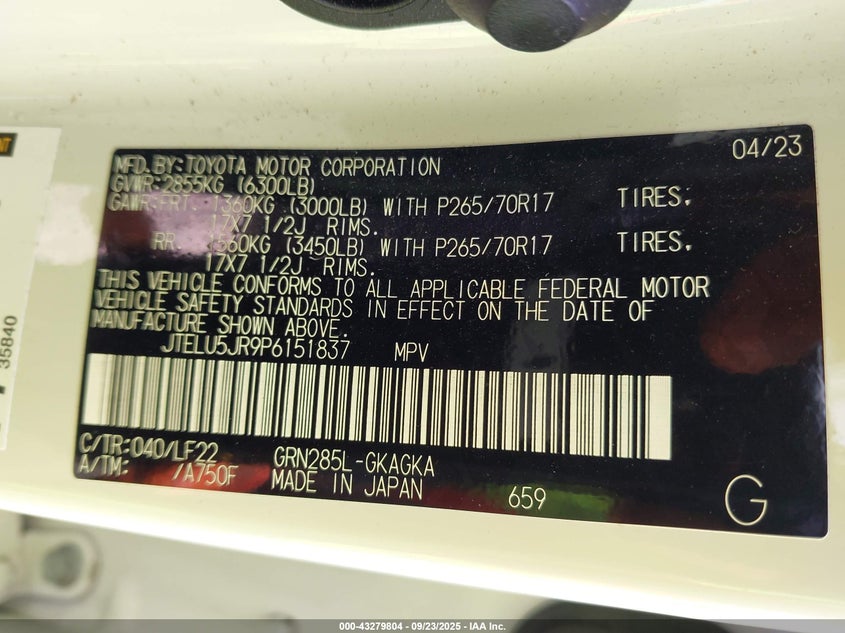 04/23
MFD.BY:TOYOTA MOTOR CORPORATION
GVWR:2855KG (6300LB)
GAWR:FRT. 1360KG (3000LB) WITH P265/70R17 TIRES,
17X7 1/2J RIMS.
RR. 1560KG (3450LB) WITH P265/70R17 TIRES,
17X7 1/2J RIMS.
THIS VEHICLE CONFORMS TO ALL APPLICABLE FEDERAL MOTOR
VEHICLE SAFETY STANDARDS IN EFFECT ON THE DATE OF
MANUFACTURE SHOWN ABOVE.
JTELU5JR9P6151837 MPV
C/TR:040/LF22 GRN285L-GKAGKA
A/TM: /A750F MADE IN JAPAN 659 G
35840
000-43279804 - 09/23/2025 - IAA Inc.